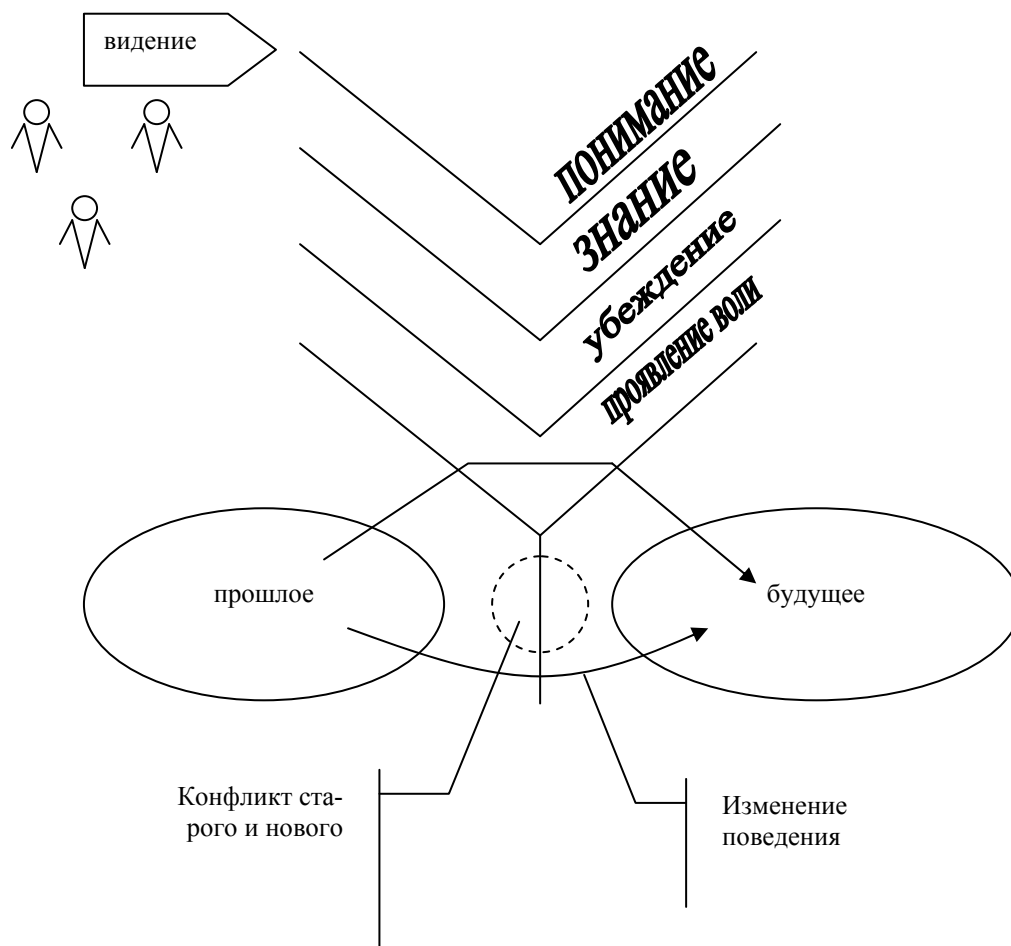 видение
понимание
знание
убеждение
проявление воли
прошлое
будущее
Конфликт ста-
рого и нового
Изменение
поведения